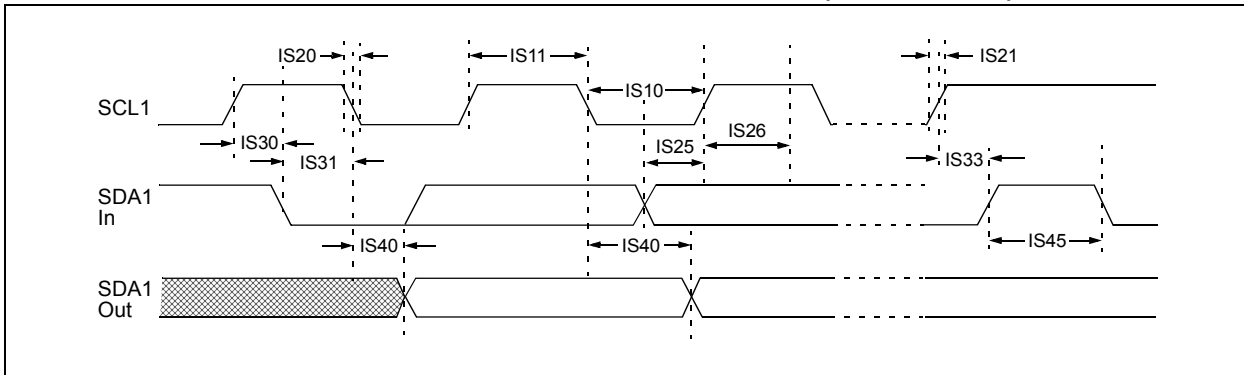 IS20
IS11
IS21
IS10
SCL1
IS26
IS30
IS25
IS31
IS33
SDA1
In
IS40
IS40
IS45
SDA1
Out